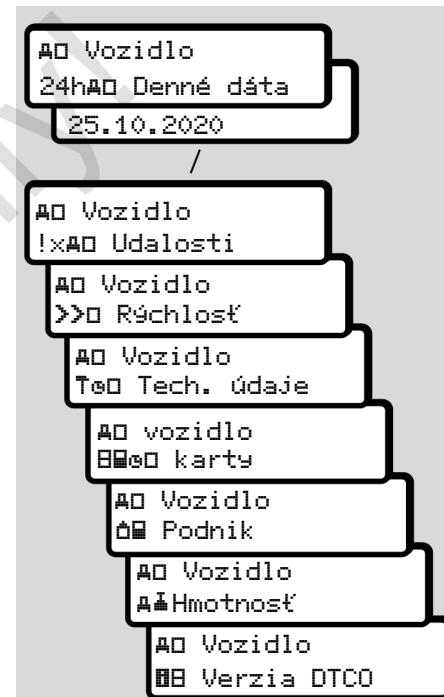 Vozidlo
24h Denné dáta
25.10.2020
/
Vozidlo
!x Udalosti
Vozidlo
>> Rýchlosť
Vozidlo
Tech. údaje
vozidlo
karty
Vozidlo
Podnik
Vozidlo
Hmotnosť
Vozidlo
Verzia DTCO